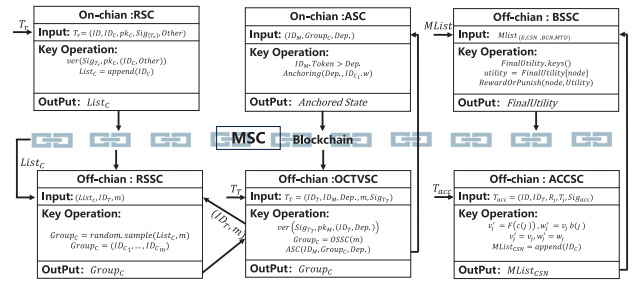 On-chian :RSC
T_r
Input: T_r = (ID, ID_C, pk_C, Sig_{T_r}, Other)
Key Operation:
ver(Sig_{T_r}, pk_C, (ID_C, Other))
List_C = append(ID_C)
OutPut: List_C
On-chian :ASC
Input: (ID_M, Group_C, Dep.)
Key Operation:
ID_M.Token > Dep.
Anchoring(Dep., ID_{C_1}.w)
OutPut: Anchored State
Off-chian : BSSC
MList
Input: Mlist_{(E,CSN,BCN,MTD)}
Key Operation:
FinalUtility.keys()
utility = FinalUtility[node]
RewardOrPunish(node, Utility)
OutPut: FinalUtility
MSC
Blockchain
List_C
Off-chian : RSSC
Input: (List_C, ID_T, m)
Key Operation:
Group_C = random.sample(List_C, m)
Group_C = (ID_{C_1}, ..., ID_{C_m})
OutPut: Group_C
(ID_T, m)
Off-chian :OCTVSC
T_T
Input: T_T = (ID_T, ID_M, Dep., m, Sig_{T_T})
Key Operation:
ver(Sig_{T_T}, pk_M, (ID_T, Dep.))
Group_C = OSSC(m)
ASC(ID_M, Group_C, Dep.)
OutPut: Group_C
Off-chian: ACCSC
T_acc
Input: T_acc = (ID, ID_T, R_j, T_j, Sig_acc)
Key Operation:
v_j' = F(c(j)), w_j' = v_j b(j)
v_j' = v_j, w_j' = w_j
MList_CSN = append(ID_C)
OutPut: MList_CSN